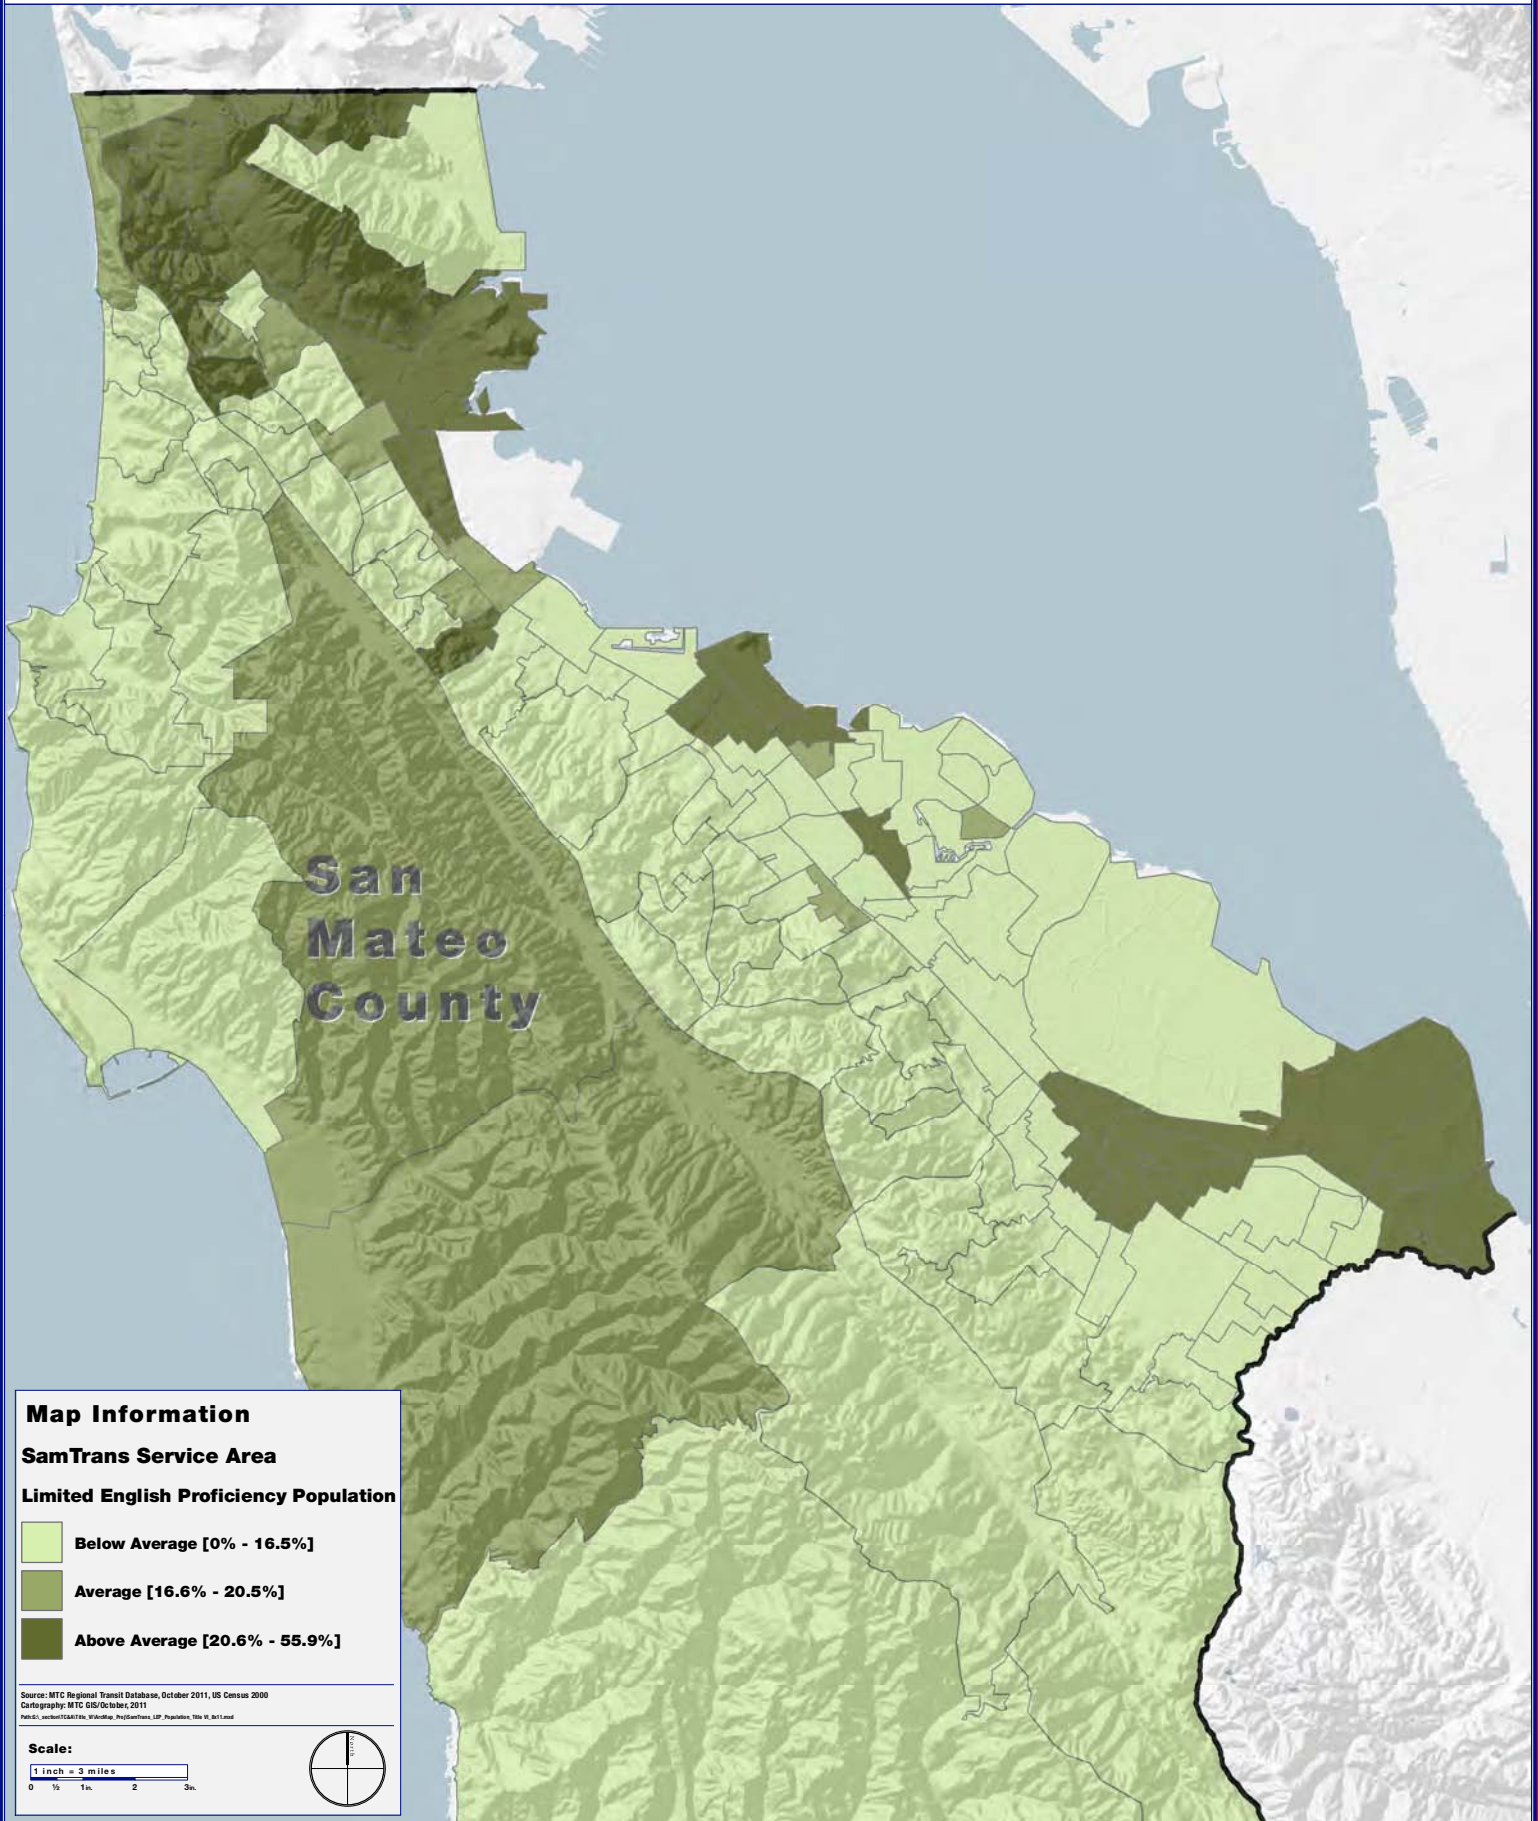 San
Mateo
County
Map Information
SamTrans Service Area
Limited English Proficiency Population
Below Average [0% - 16.5%]
Average [16.6% - 20.5%]
Above Average [20.6% - 55.9%]
Source: MTC Regional Transit Database, October 2011, US Census 2000
Cartography: MTC GIS/October, 2011
Scale:
1 inch = 3 miles
0 ½ 1in. 2 3in.
North